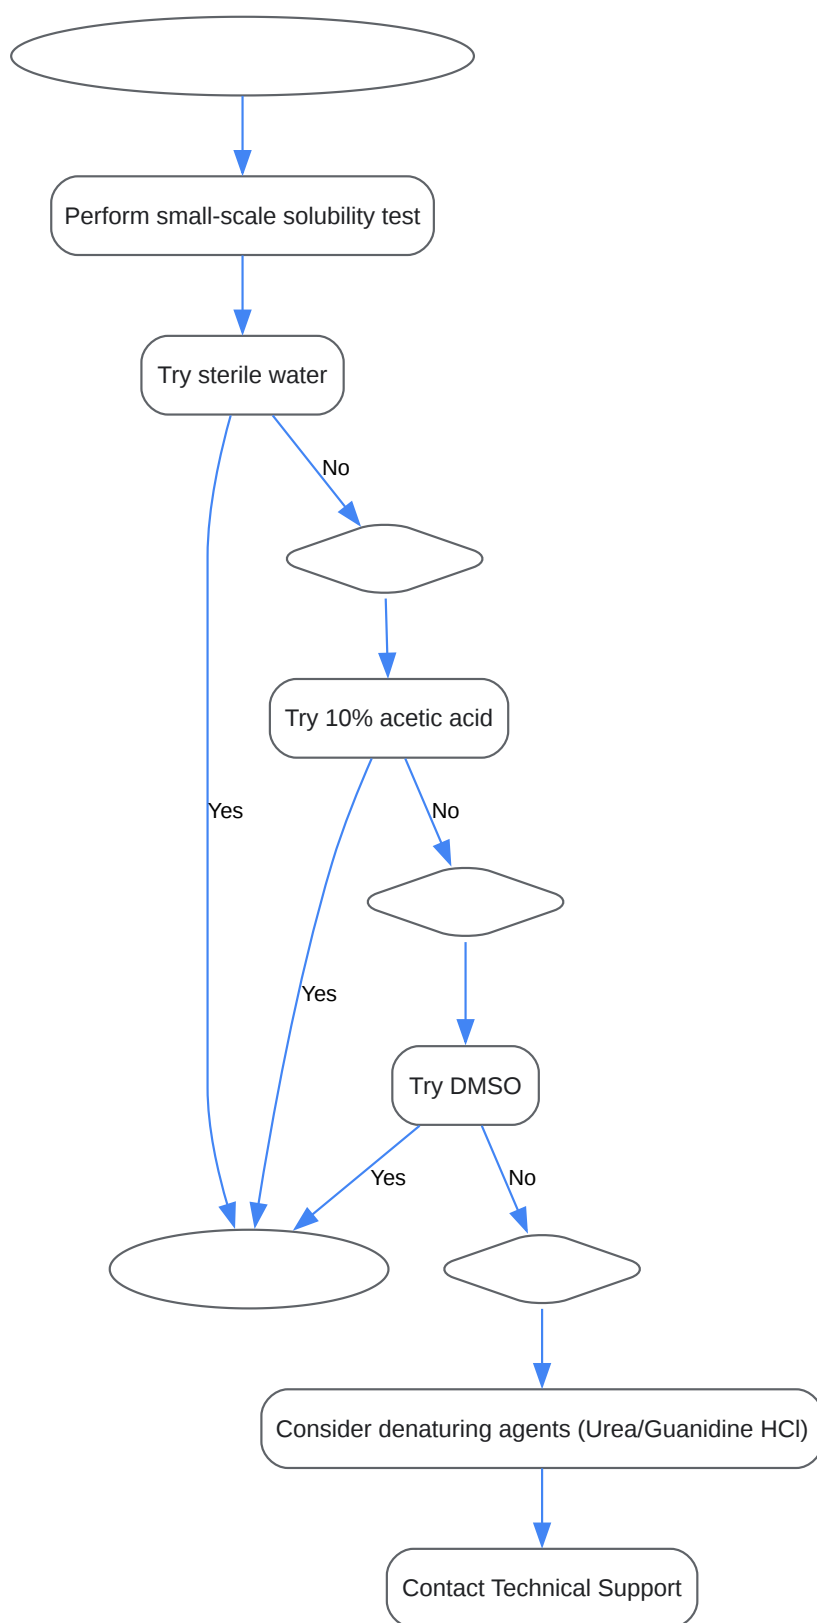 Perform small-scale solubility test
Try sterile water
No
Try 10% acetic acid
Yes
No
Yes
Try DMSO
Yes
No
Consider denaturing agents (Urea/Guanidine HCl)
Contact Technical Support